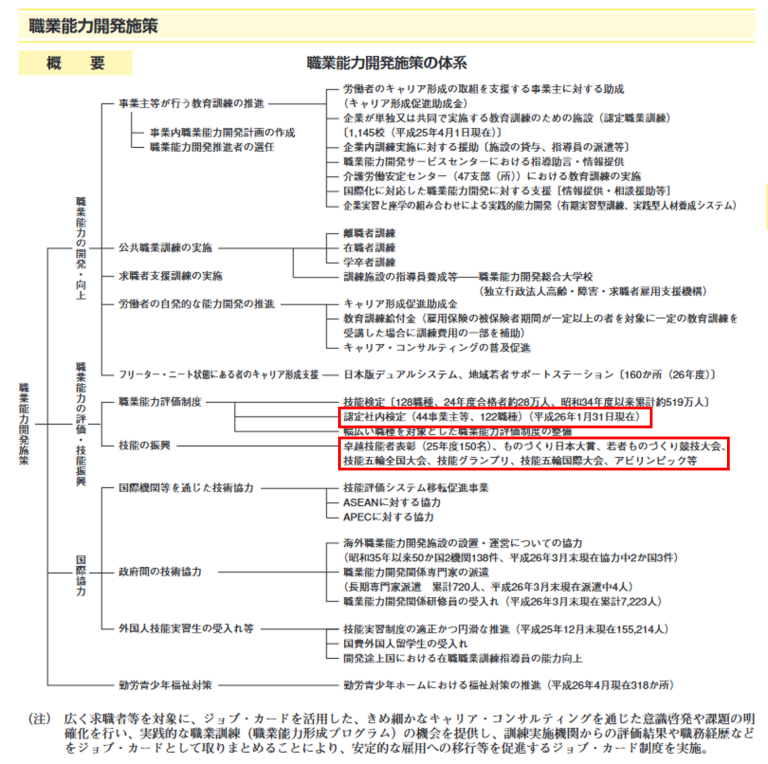 職業能力開発施策
概　要
職業能力開発施策の体系
職業能力開発施策
職業能力の開発・向上
事業主等が行う教育訓練の推進
事業内職業能力開発計画の作成
職業能力開発推進者の選任
労働者のキャリア形成の取組を支援する事業主に対する助成
（キャリア形成促進助成金）
企業が単独又は共同で実施する教育訓練のための施設（認定職業訓練）
〔1,145校（平成25年4月1日現在）〕
企業内訓練実施に対する援助〔施設の貸与、指導員の派遣等〕
職業能力開発サービスセンターにおける指導助言・情報提供
介護労働安定センター（47支部（所））における教育訓練の実施
国際化に対応した職業能力開発に対する支援［情報提供・相談援助等］
企業実習と座学の組み合わせによる実践的能力開発（有期実習型訓練、実践型人材養成システム）
公共職業訓練の実施
離職者訓練
在職者訓練
学卒者訓練
求職者支援訓練の実施
訓練施設の指導員養成等
職業能力開発総合大学校
（独立行政法人高齢・障害・求職者雇用支援機構）
労働者の自発的な能力開発の推進
キャリア形成促進助成金
教育訓練給付金（雇用保険の被保険者期間が一定以上の者を対象に一定の教育訓練を
受講した場合に訓練費用の一部を補助）
キャリア・コンサルティングの普及促進
フリーター・ニート状態にある者のキャリア形成支援
日本版デュアルシステム、地域若者サポートステーション［160か所（26年度）］
職業能力の評価・技能振興
職業能力評価制度
技能検定〔128職種、24年度合格者約28万人、昭和34年度以来累計約519万人〕
認定社内検定（44事業主等、122職種）（平成26年1月31日現在）
幅広い職種を対象とした職業能力評価制度の整備
技能の振興
卓越技能者表彰（25年度150名）、ものづくり日本大賞、若者ものづくり競技大会、
技能五輪全国大会、技能グランプリ、技能五輪国際大会、アビリンピック等
国際協力
国際機関等を通じた技術協力
技能評価システム移転促進事業
ASEANに対する協力
APECに対する協力
政府間の技術協力
海外職業能力開発施設の設置・運営についての協力
（昭和35年以来50か国2機関138件、平成26年3月末現在協力中2か国3件）
職業能力開発関係専門家の派遣
（長期専門家派遣　累計720人、平成26年3月末現在派遣中4人）
職業能力開発関係研修員の受入れ（平成26年3月末現在累計7,223人）
外国人技能実習生の受入れ等
技能実習制度の適正かつ円滑な推進（平成25年12月末現在155,214人）
国費外国人留学生の受入れ
開発途上国における在職職業訓練指導員の能力向上
勤労青少年福祉対策
勤労青少年ホームにおける福祉対策の推進（平成26年4月現在318か所）
（注）　広く求職者等を対象に、ジョブ・カードを活用した、きめ細かなキャリア・コンサルティングを通じた意識啓発や課題の明
確化を行い、実践的な職業訓練（職業能力形成プログラム）の機会を提供し、訓練実施機関からの評価結果や職務経歴など
をジョブ・カードとして取りまとめることにより、安定的な雇用への移行等を促進するジョブ・カード制度を実施。